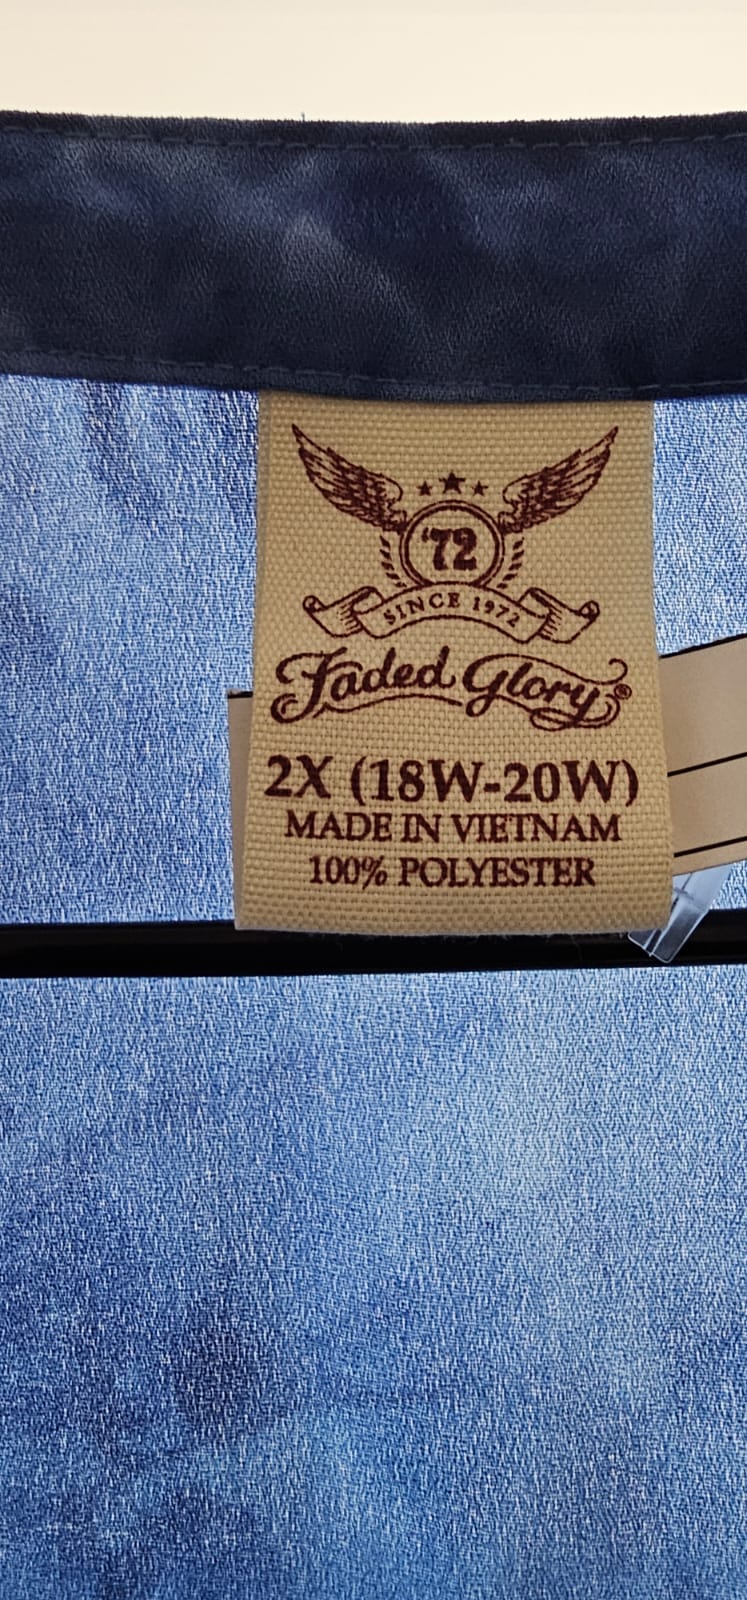 '72
SINCE 1972
Faded Glory®
2X (18W-20W)
MADE IN VIETNAM
100% POLYESTER